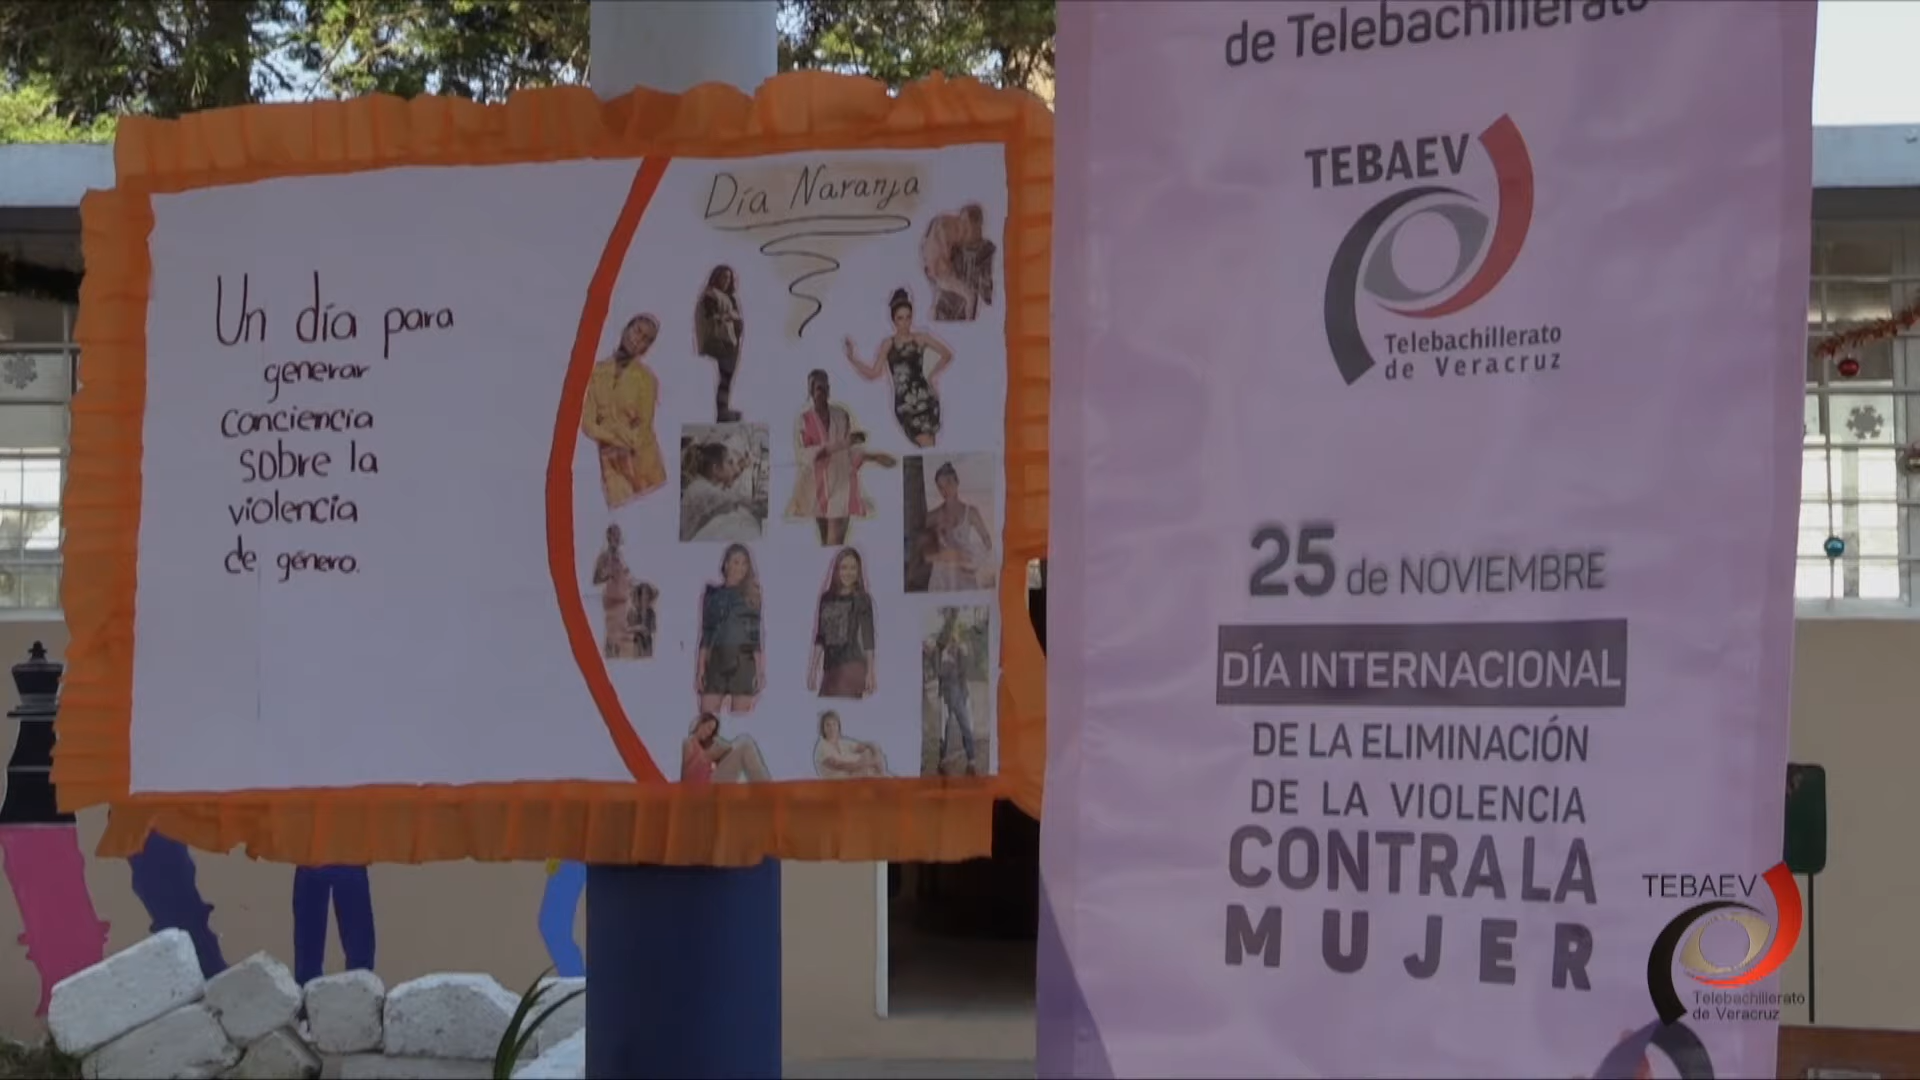 Un día para
generar
conciencia
sobre la
violencia
de género.
Día Naranja
de Telebachillerato
TEBAEV
Telebachillerato
de Veracruz
25 de NOVIEMBRE
DÍA INTERNACIONAL
DE LA ELIMINACIÓN
DE LA VIOLENCIA
CONTRA LA
MUJER
TEBAEV
Telebachillerato
de Veracruz